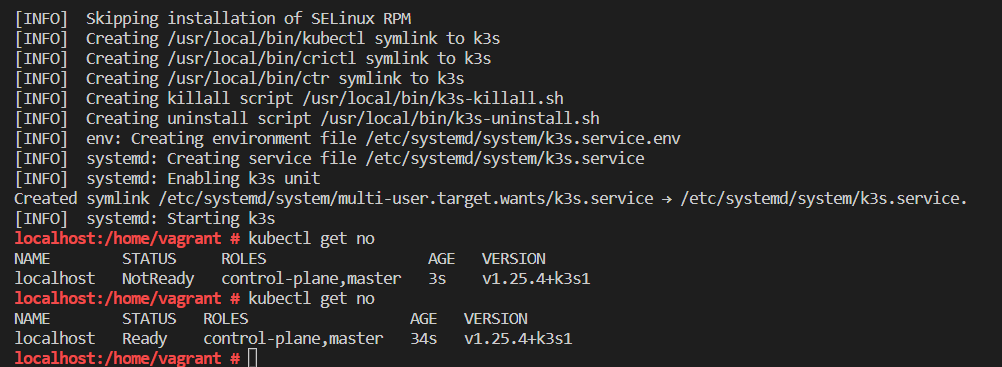 [INFO]  Skipping installation of SELinux RPM
[INFO]  Creating /usr/local/bin/kubectl symlink to k3s
[INFO]  Creating /usr/local/bin/crictl symlink to k3s
[INFO]  Creating /usr/local/bin/ctr symlink to k3s
[INFO]  Creating killall script /usr/local/bin/k3s-killall.sh
[INFO]  Creating uninstall script /usr/local/bin/k3s-uninstall.sh
[INFO]  env: Creating environment file /etc/systemd/system/k3s.service.env
[INFO]  systemd: Creating service file /etc/systemd/system/k3s.service
[INFO]  systemd: Enabling k3s unit
Created symlink /etc/systemd/system/multi-user.target.wants/k3s.service → /etc/systemd/system/k3s.service.
[INFO]  systemd: Starting k3s
localhost:/home/vagrant # kubectl get no
NAME        STATUS     ROLES                  AGE   VERSION
localhost   NotReady   control-plane,master   3s    v1.25.4+k3s1
localhost:/home/vagrant # kubectl get no
NAME        STATUS   ROLES                  AGE   VERSION
localhost   Ready    control-plane,master   34s   v1.25.4+k3s1
localhost:/home/vagrant #